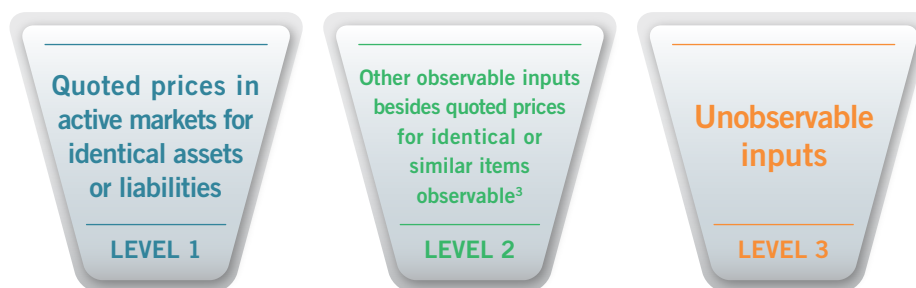 Quoted prices in
active markets for
identical assets
or liabilities
LEVEL 1
Other observable inputs
besides quoted prices
for identical or
similar items
observable³
LEVEL 2
Unobservable
inputs
LEVEL 3